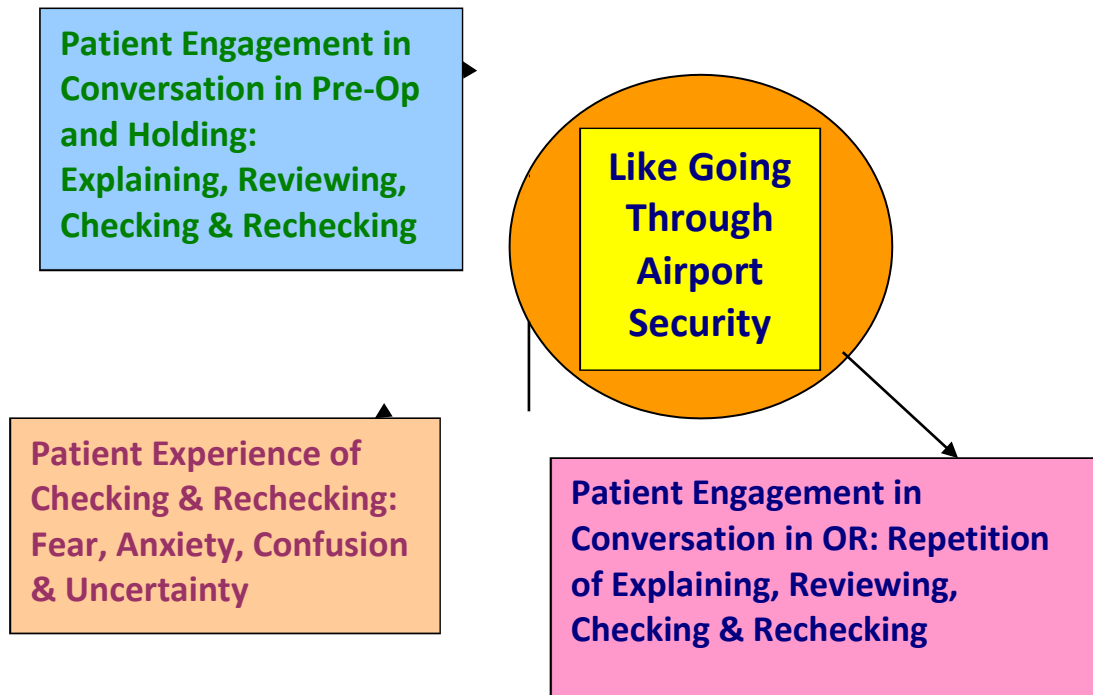 Patient Engagement in
Conversation in Pre-Op
and Holding:
Explaining, Reviewing,
Checking & Rechecking
Like Going
Through
Airport
Security
Patient Experience of
Checking & Rechecking:
Fear, Anxiety, Confusion
& Uncertainty
Patient Engagement in
Conversation in OR: Repetition
of Explaining, Reviewing,
Checking & Rechecking